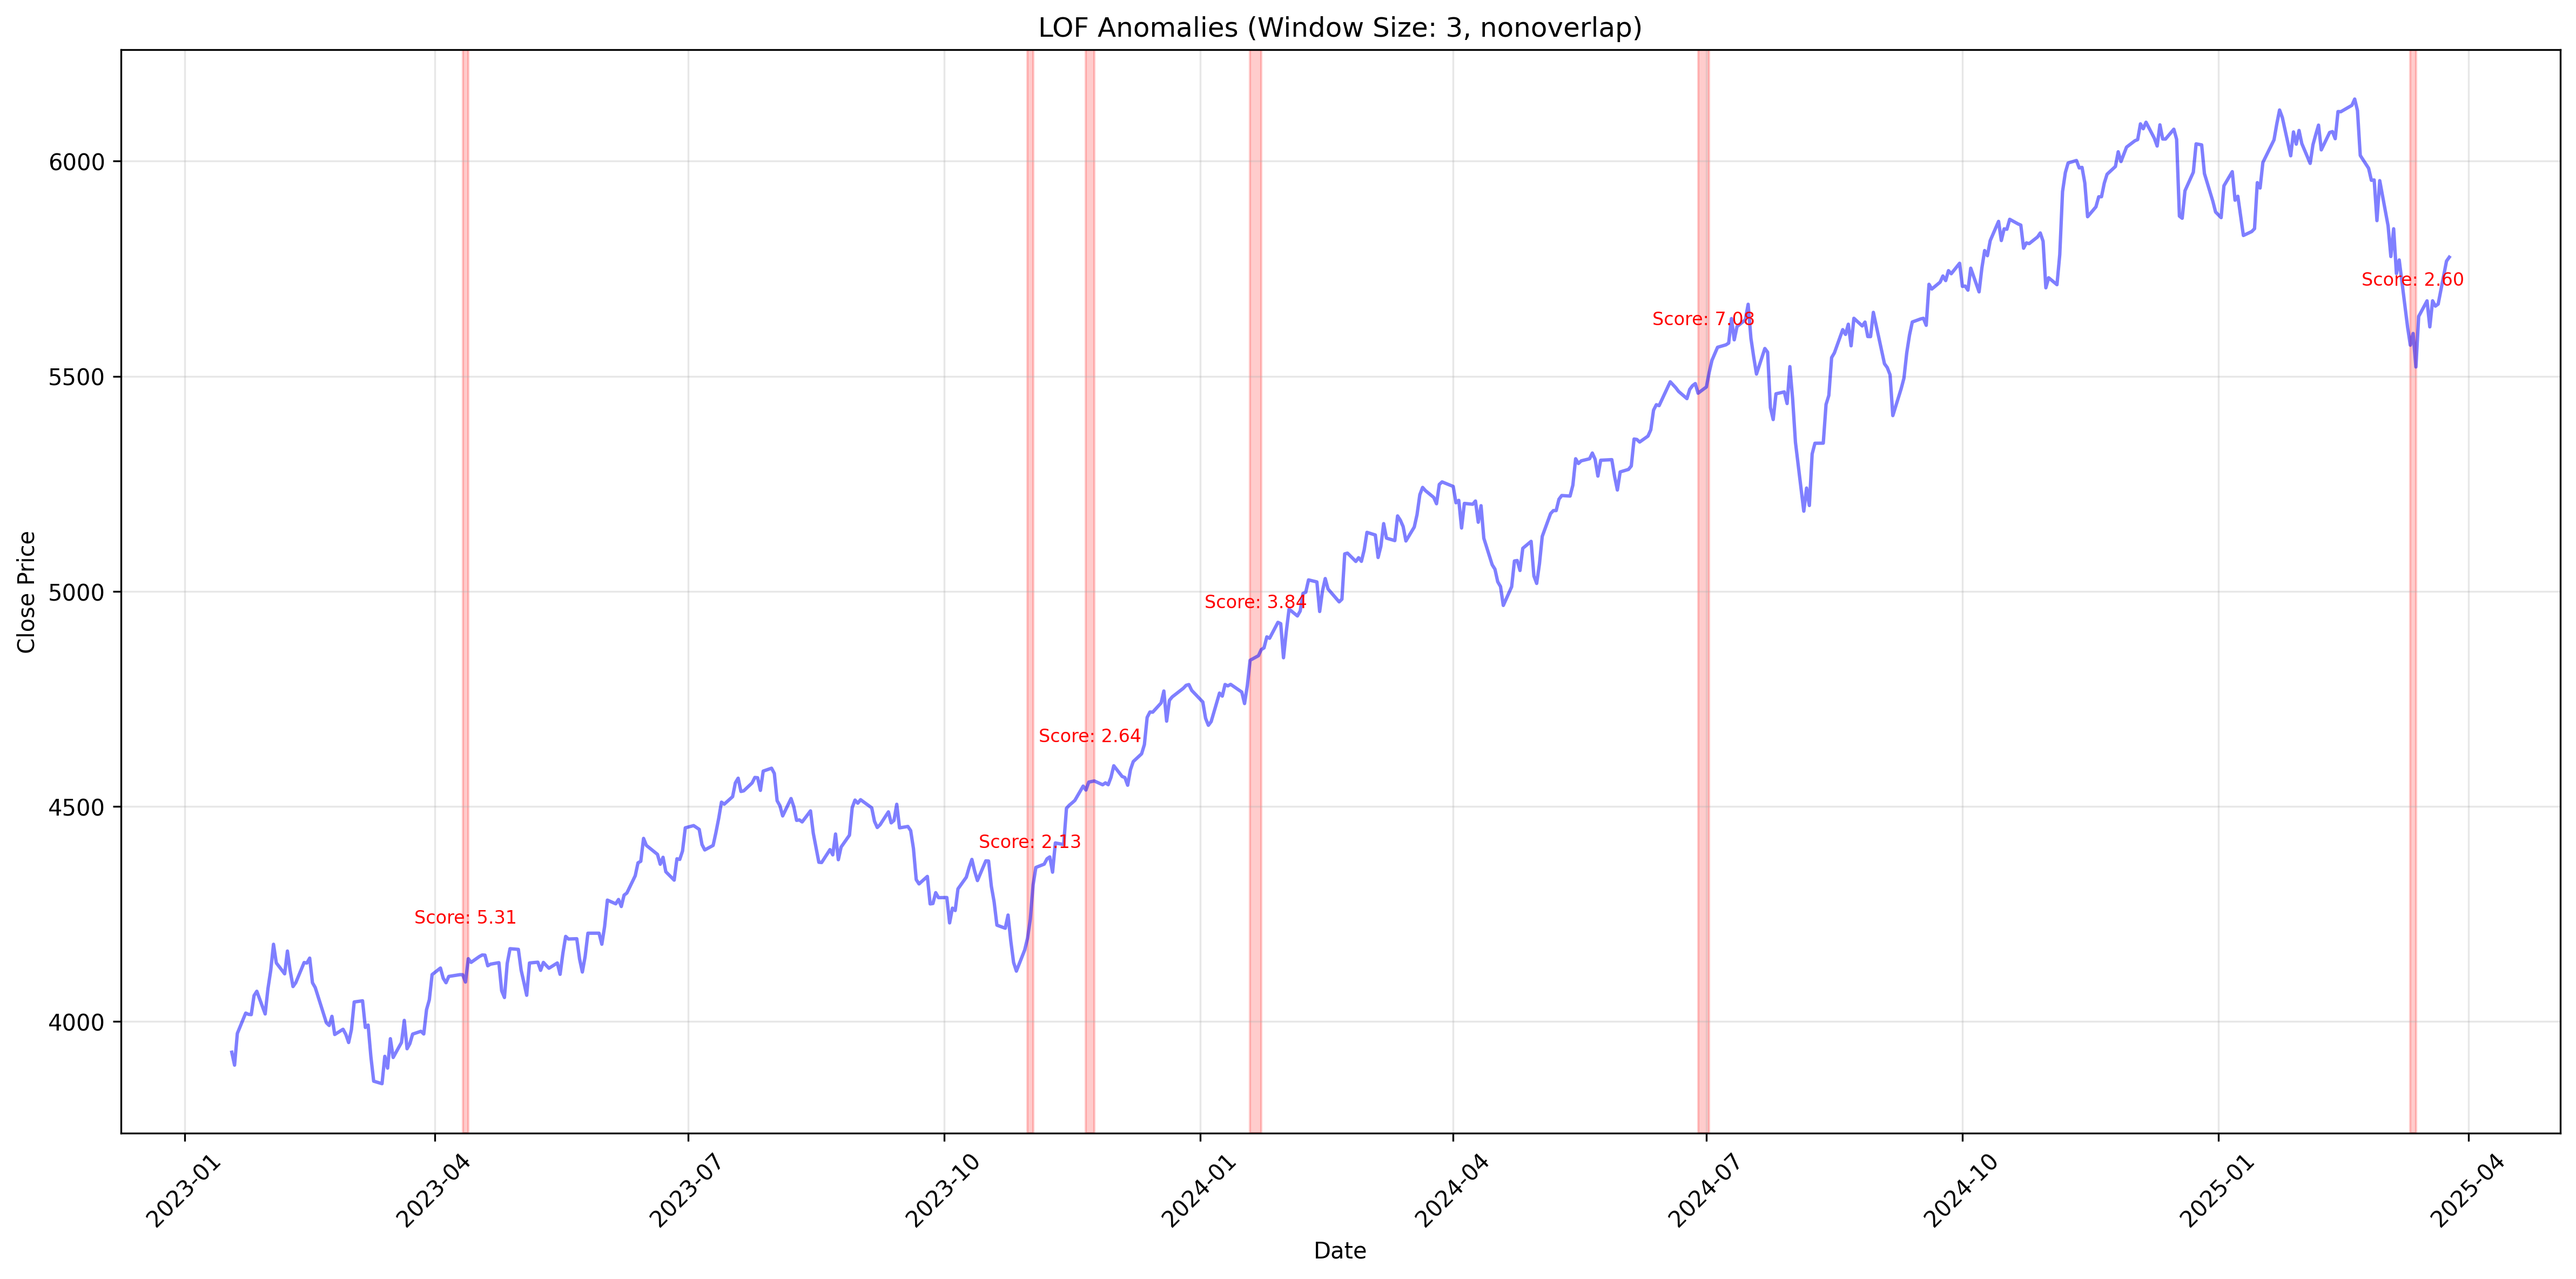 LOF Anomalies (Window Size: 3, nonoverlap)
Close Price
6000
5500
5000
4500
4000
Score: 5.31
Score: 2.13
Score: 2.64
Score: 3.84
Score: 7.08
Score: 2.60
2023-01
2023-04
2023-07
2023-10
2024-01
2024-04
2024-07
2024-10
2025-01
2025-04
Date